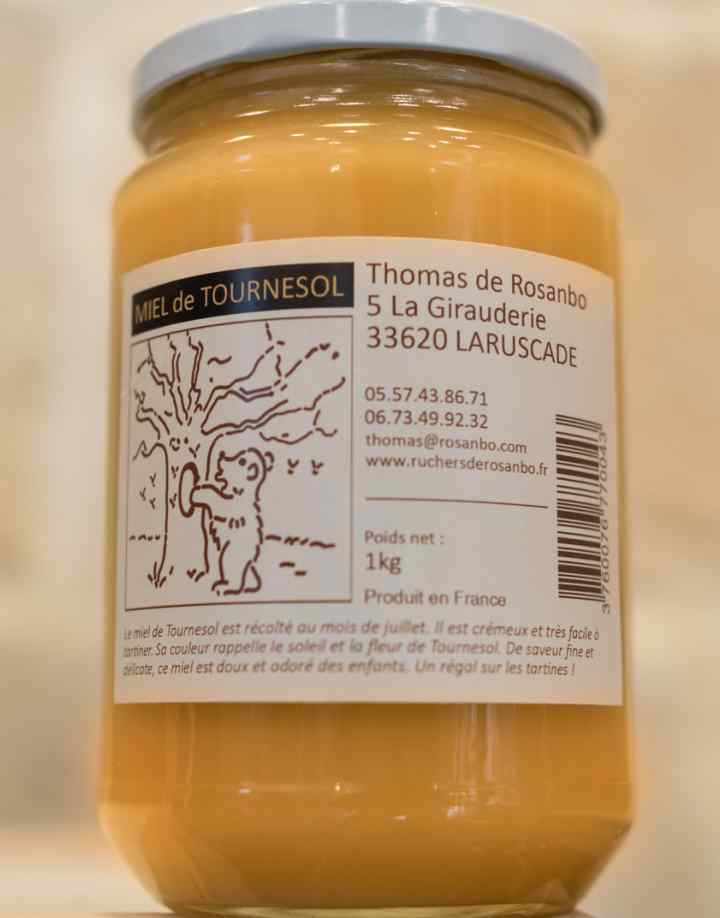 MIEL de TOURNESOL
Thomas de Rosanbo
5 La Girauderie
33620 LARUSCADE
05.57.43.86.71
06.73.49.92.32
thomas@rosanbo.com
www.ruchersderosanbo.fr
Poids net :
1kg
Produit en France
3760076770043
Le miel de Tournesol est récolté au mois de juillet. Il est crémeux et très facile à
tartiner. Sa couleur rappelle le soleil et la fleur de Tournesol. De saveur fine et
délicate, ce miel est doux et adoré des enfants. Un régal sur les tartines !